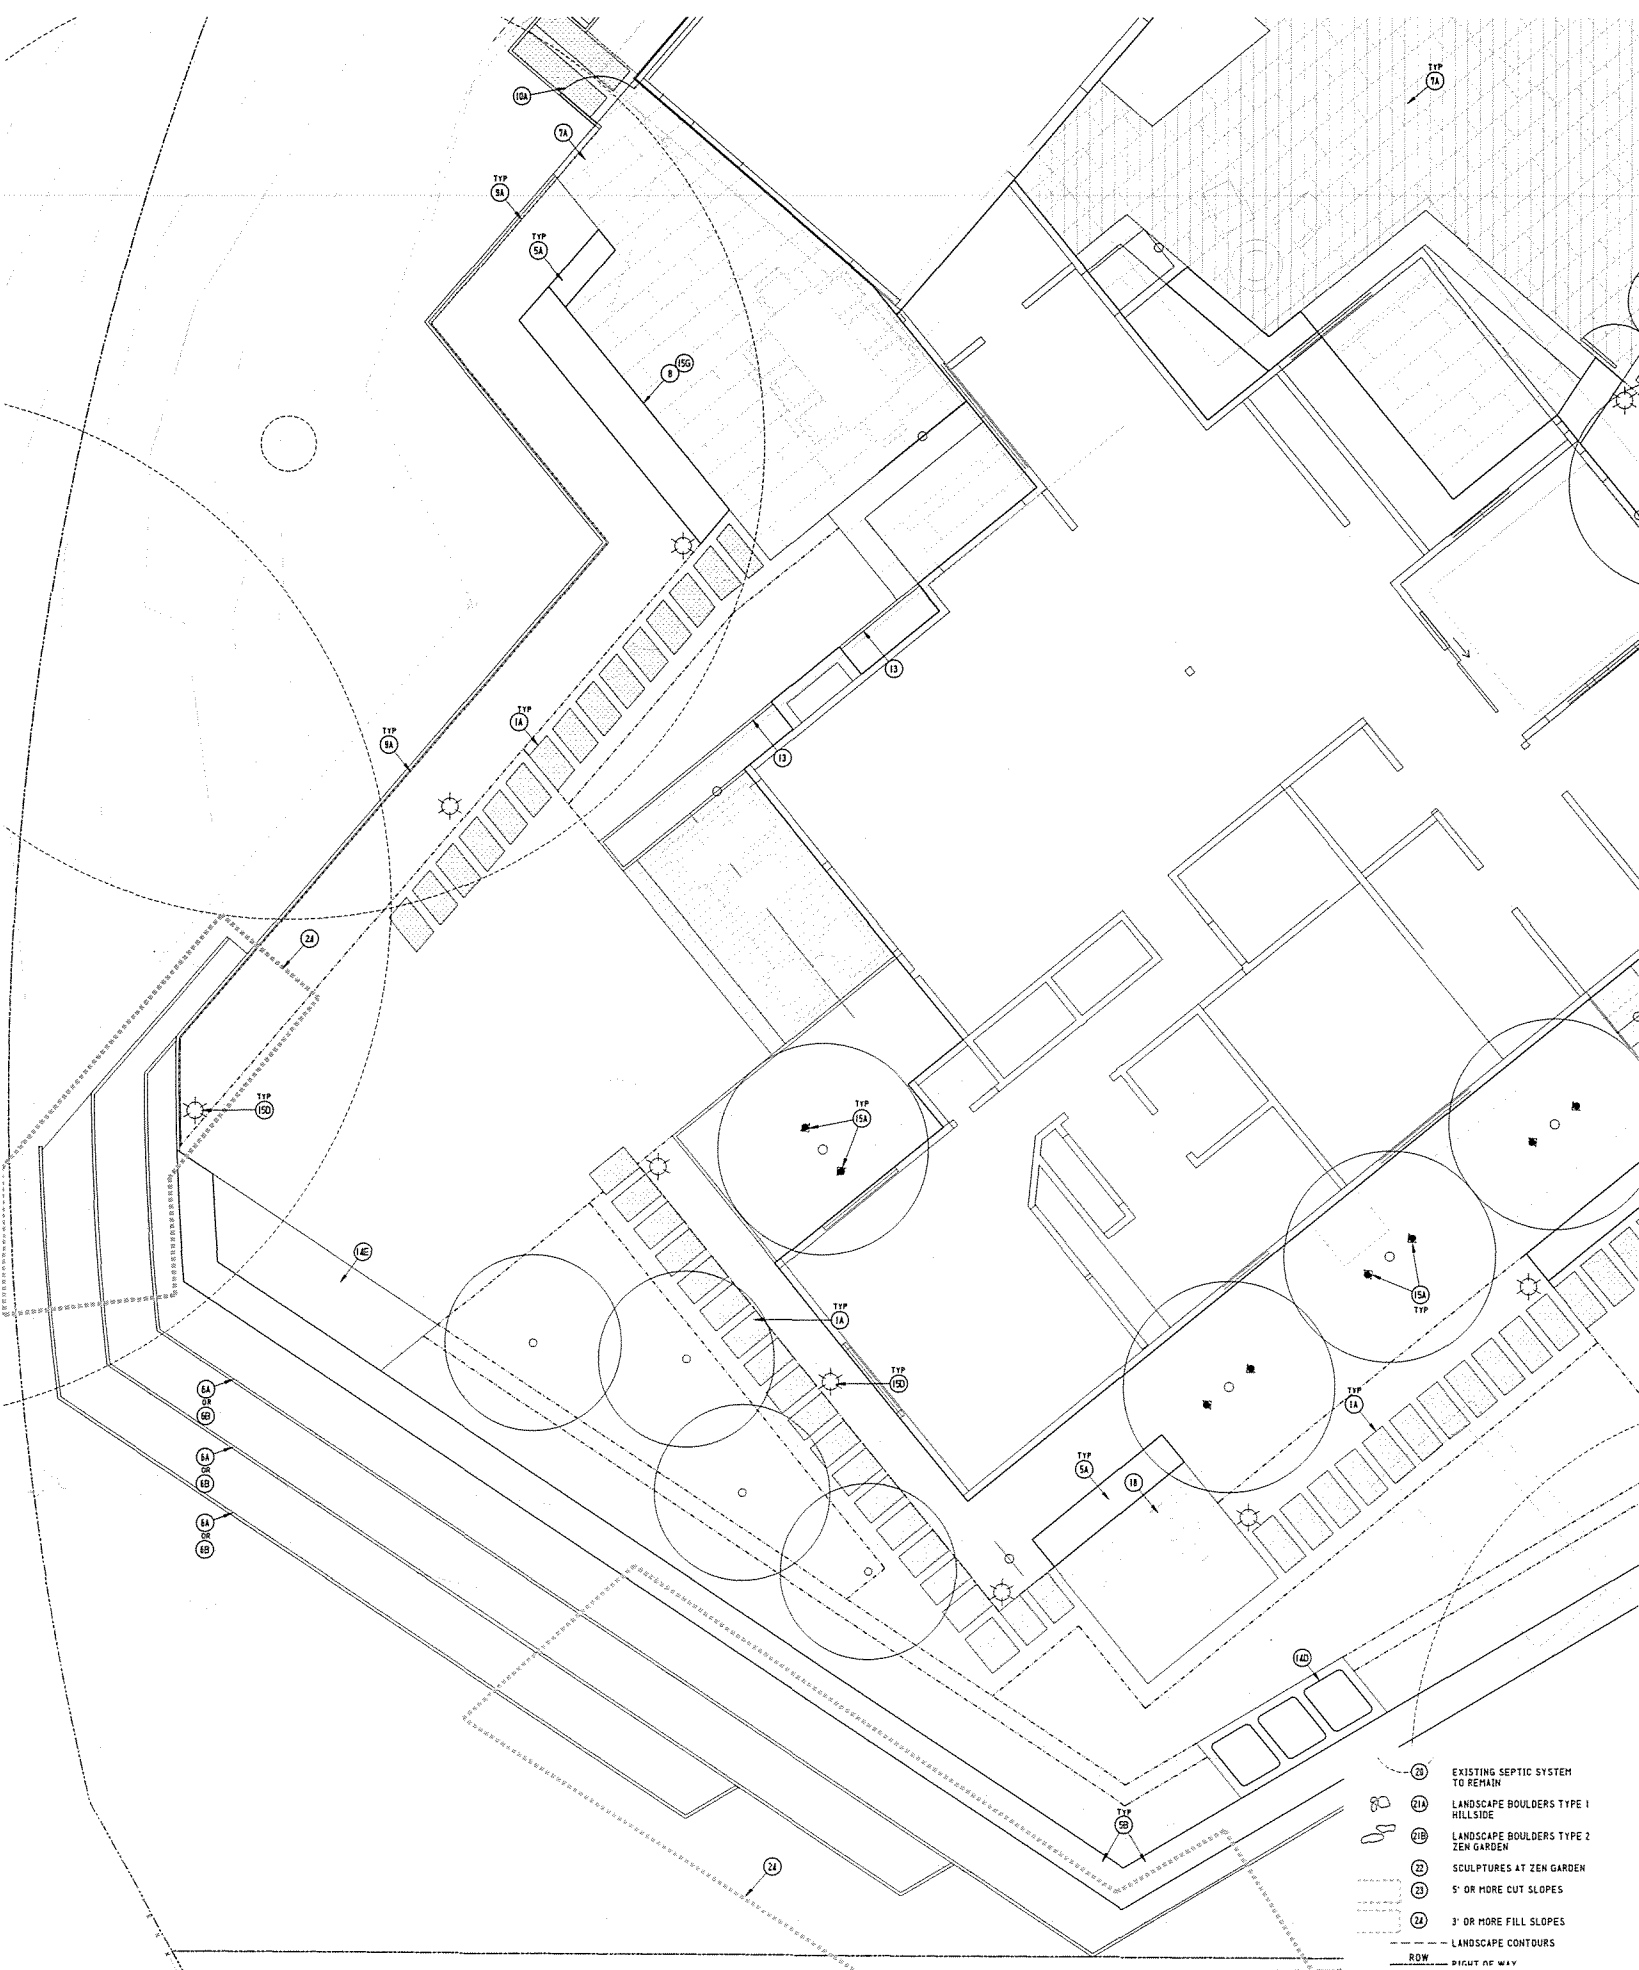 TYP
7A
10A
7A
TYP
9A
TYP
5A
15G
8
13
TYP
1A
TYP
9A
13
24
TYP
15D
TYP
15A
14E
TYP
1A
15A
TYP
TYP
15D
6A
OR
6B
TYP
1A
6A
OR
6B
TYP
5A
18
6A
OR
6B
14D
TYP
5B
24
20 EXISTING SEPTIC SYSTEM
TO REMAIN
21A LANDSCAPE BOULDERS TYPE 1
HILLSIDE
21B LANDSCAPE BOULDERS TYPE 2
ZEN GARDEN
22 SCULPTURES AT ZEN GARDEN
23 5' OR MORE CUT SLOPES
24 3' OR MORE FILL SLOPES
LANDSCAPE CONTOURS
ROW RIGHT OF WAY